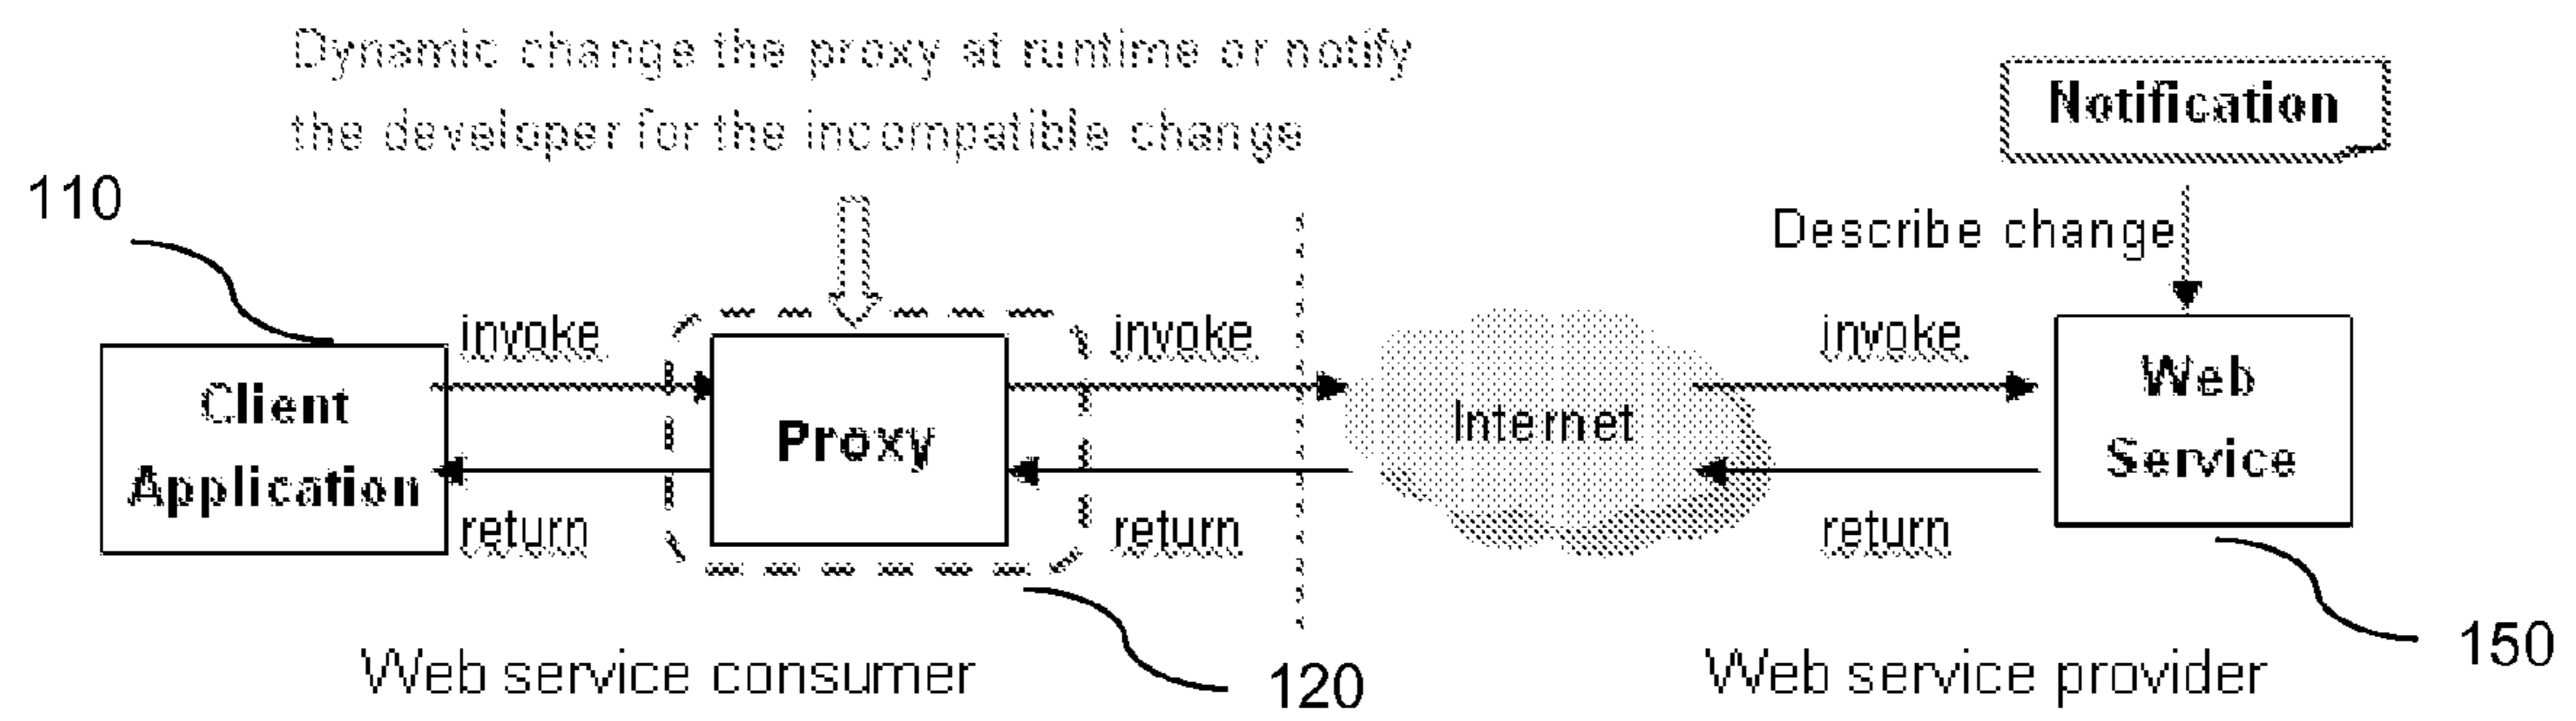 Dynamic change the proxy at runtime or notify
the developer for the incompatible change
Notification
110
Describe change
invoke
invoke
invoke
Client
Application
Proxy
Internet
Web
Service
return
return
return
Web service consumer
120
Web service provider
150